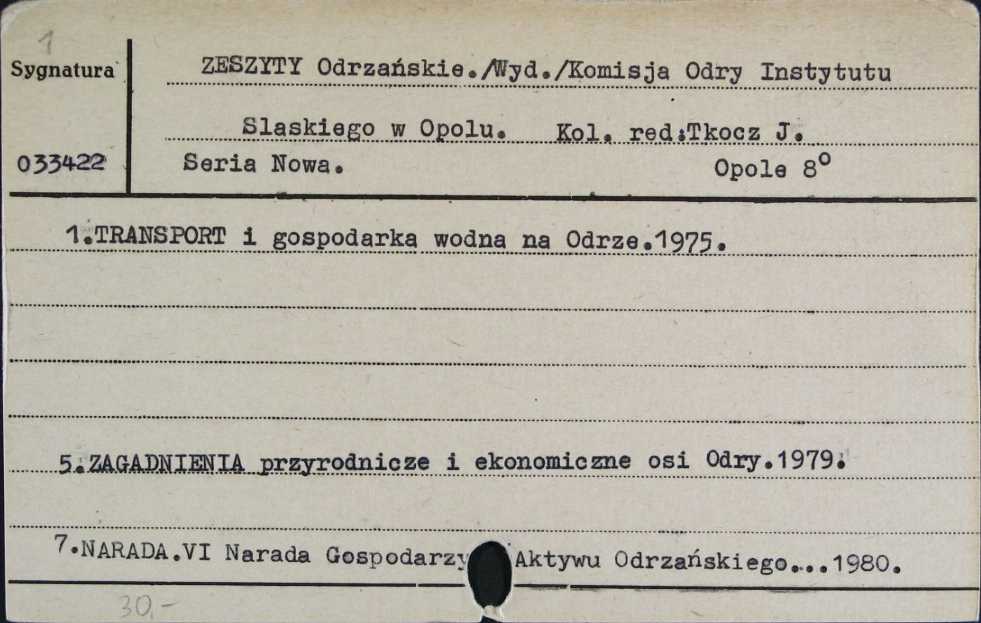 1
Sygnatura
ZESZYTY Odrzańskie./Wyd./Komisja Odry Instytutu
Slaskiego w Opolu. Kol. red:Tkocz J.
033422
Seria Nowa. Opole 8º
1.TRANSPORT i gospodarka wodna na Odrze.1975.
5.ZAGADNIENIA przyrodnicze i ekonomiczne osi Odry.1979.
7.NARADA.VI Narada Gospodarzy Aktywu Odrzańskiego...1980.
30,-